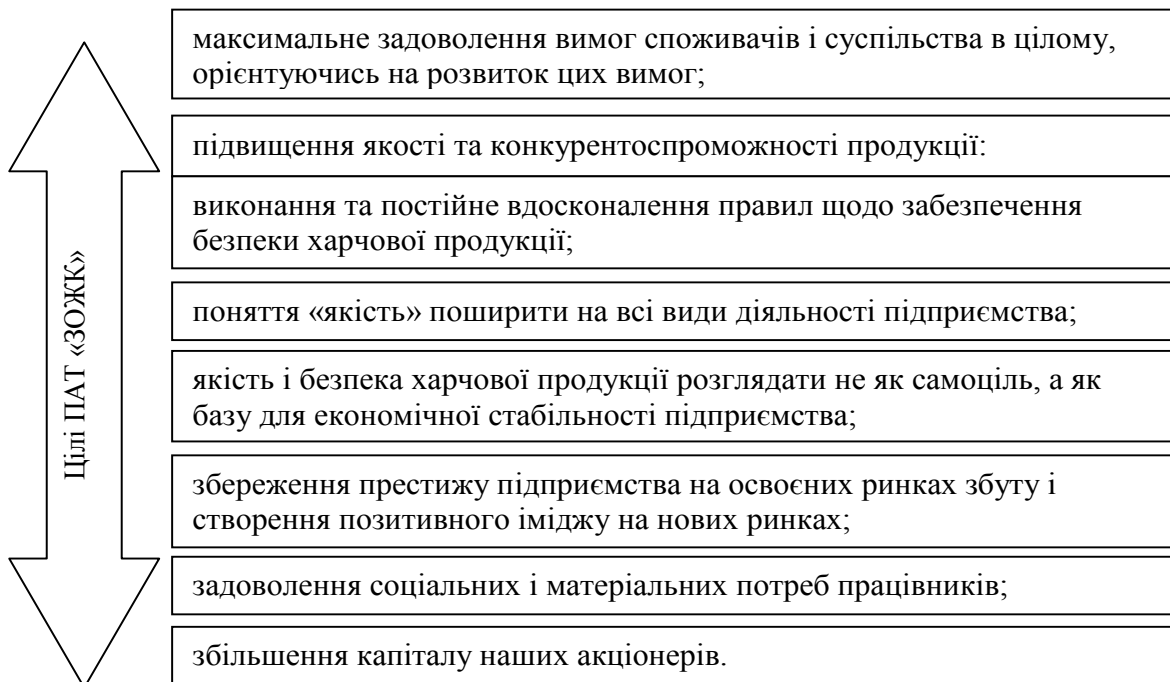 Цілі ПАТ «ЗОЖК»
максимальне задоволення вимог споживачів і суспільства в цілому,
орієнтуючись на розвиток цих вимог;
підвищення якості та конкурентоспроможності продукції:
виконання та постійне вдосконалення правил щодо забезпечення
безпеки харчової продукції;
поняття «якість» поширити на всі види діяльності підприємства;
якість і безпека харчової продукції розглядати не як самоціль, а як
базу для економічної стабільності підприємства;
збереження престижу підприємства на освоєних ринках збуту і
створення позитивного іміджу на нових ринках;
задоволення соціальних і матеріальних потреб працівників;
збільшення капіталу наших акціонерів.